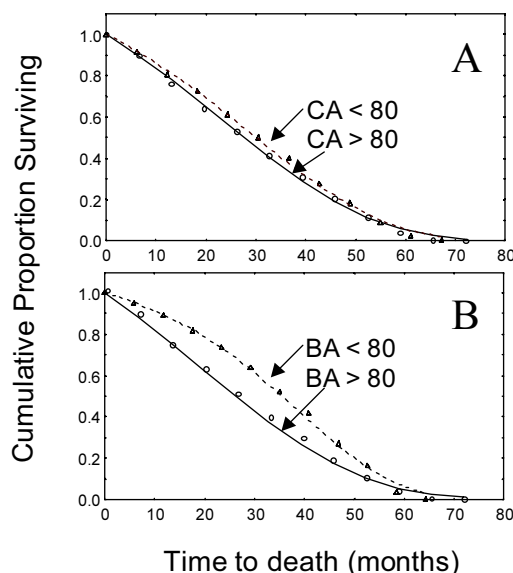 Cumulative Proportion Surviving
A
1.0
0.8
0.6
0.4
0.2
0.0
CA < 80
CA > 80
0 10 20 30 40 50 60 70 80
B
1.0
0.8
0.6
0.4
0.2
0.0
BA < 80
BA > 80
0 10 20 30 40 50 60 70 80
Time to death (months)